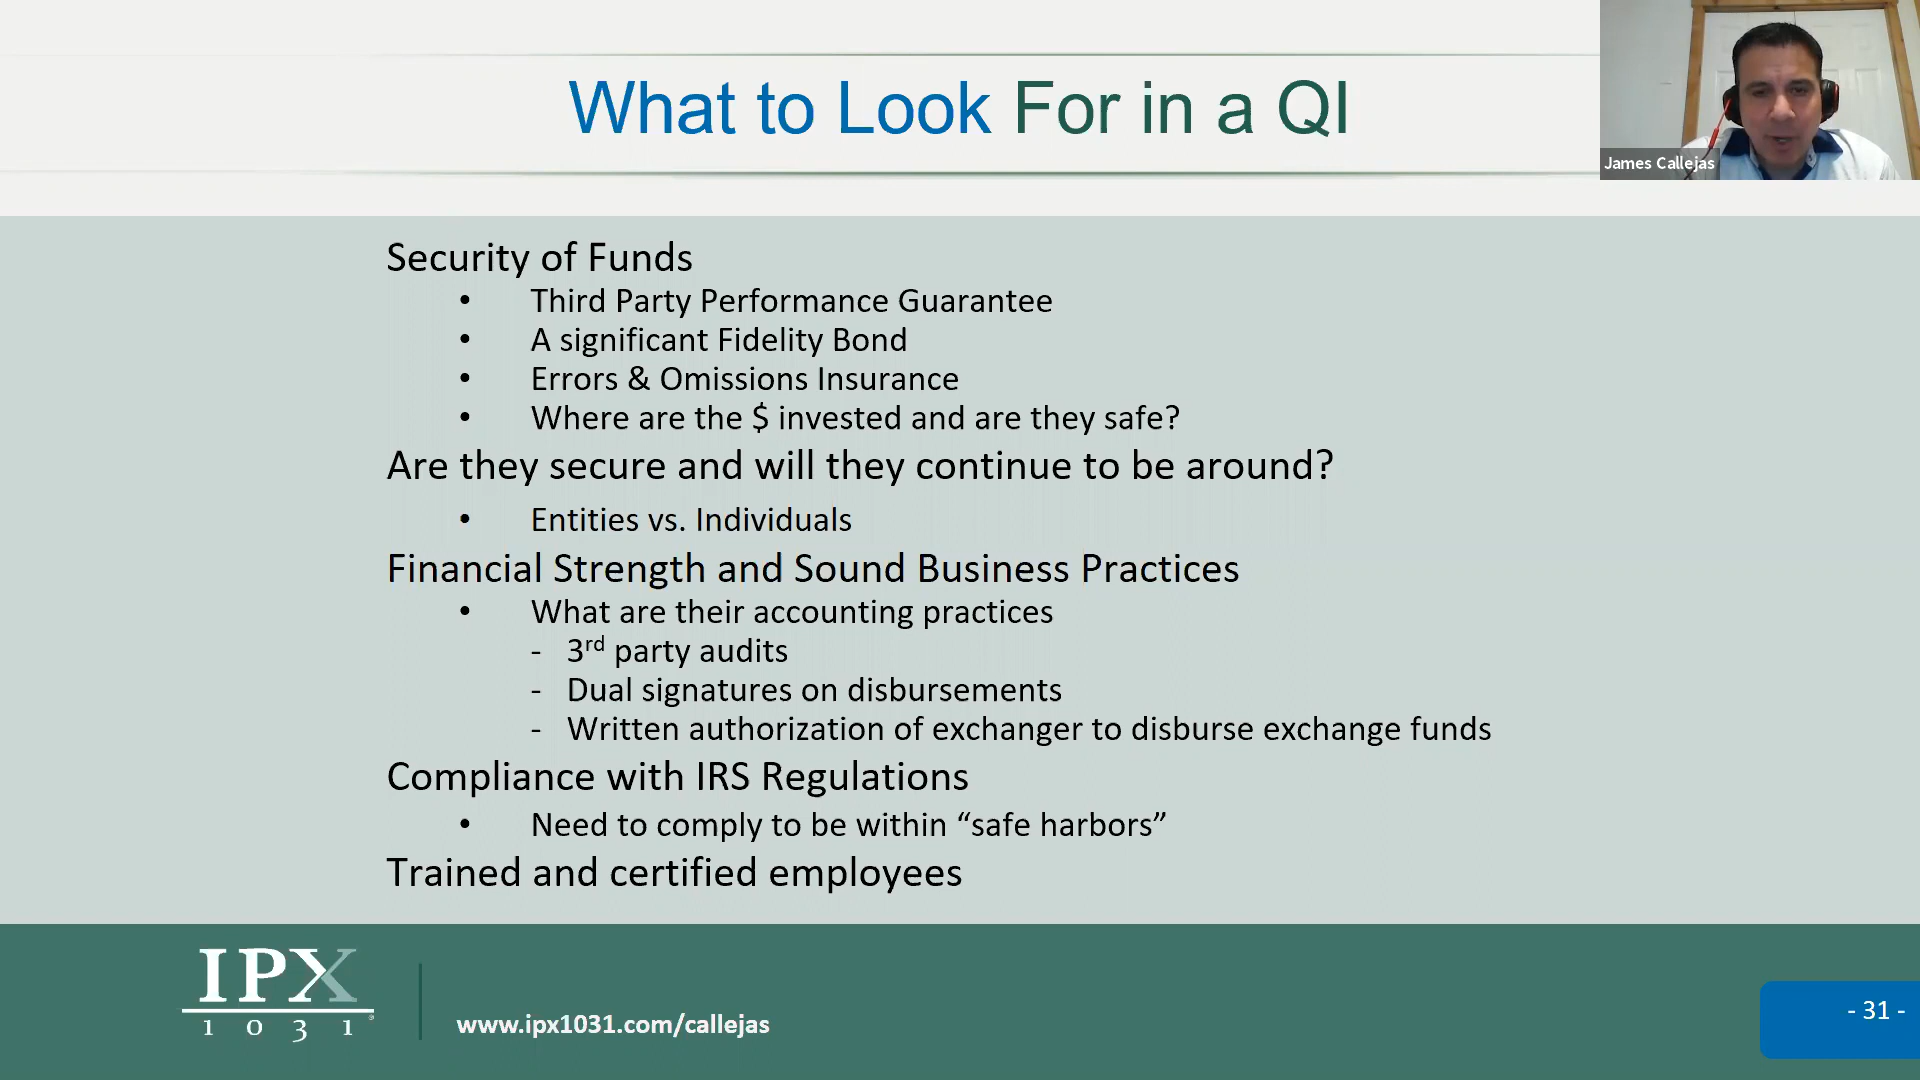 What to Look For in a QI
James Callejas
Security of Funds
• Third Party Performance Guarantee
• A significant Fidelity Bond
• Errors & Omissions Insurance
• Where are the $ invested and are they safe?
Are they secure and will they continue to be around?
• Entities vs. Individuals
Financial Strength and Sound Business Practices
• What are their accounting practices
- 3rd party audits
- Dual signatures on disbursements
- Written authorization of exchanger to disburse exchange funds
Compliance with IRS Regulations
• Need to comply to be within “safe harbors”
Trained and certified employees
IPX
1031®
www.ipx1031.com/callejas
- 31 -